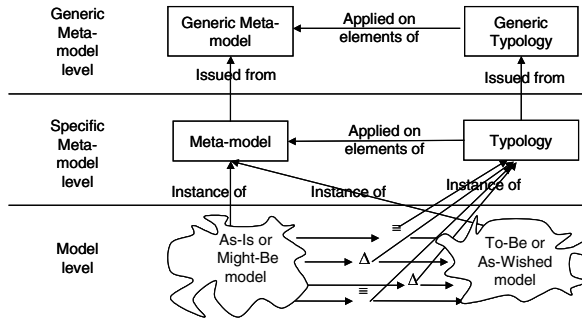 Generic
Meta-
model
level
Generic Meta-
model
Applied on
elements of
Generic
Typology
Issued from
Issued from
Specific
Meta-
model
level
Meta-model
Applied on
elements of
Typology
Instance of
Instance of
Instance of
Model
level
As-Is or
Might-Be
model
≡
Δ
Δ
≡
To-Be or
As-Wished
model